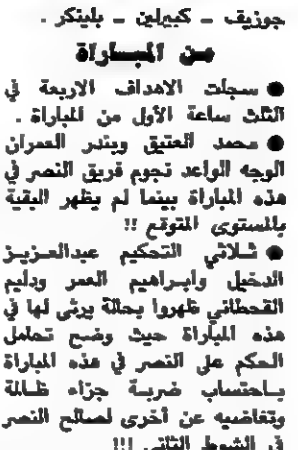 جوزيف ـ كبيرلين ـ بلينكر .
من المباراة
● سجلت الاهداف الاربعة في
الثلث ساعة الأول من المباراة .
● محمد العتيق وينبر العمران
الوجه الواعد نجوم فريق النصر في
هذه المباراة بينما لم يظهر البقية
بالمستوى المتوقع !!
● ثلاثي التحكيم عبدالعزيز
الدخيل وابراهيم العمر ودليم
القحطاني ظهروا بحالة يرثى لها في
هذه المباراة حيث وضح تحامل
الحكم على النصر في هذه المباراة
باحتساب ضربة جزاء ظالمة
وتغاضيه عن أخرى لصالح النصر
في الشوط الثاني !!!